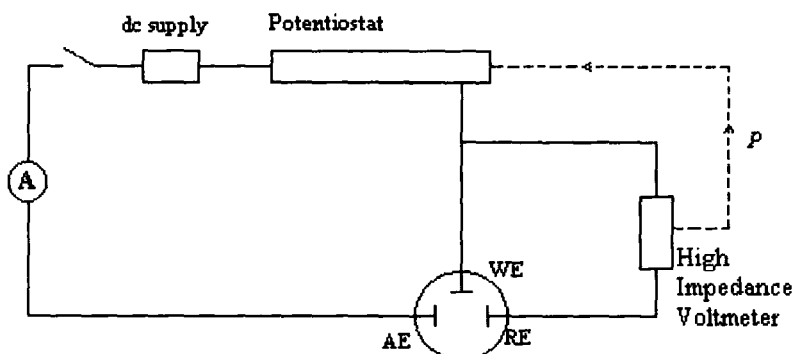 dc supply
Potentiostat
P
A
High
Impedance
Voltmeter
WE
AE
RE